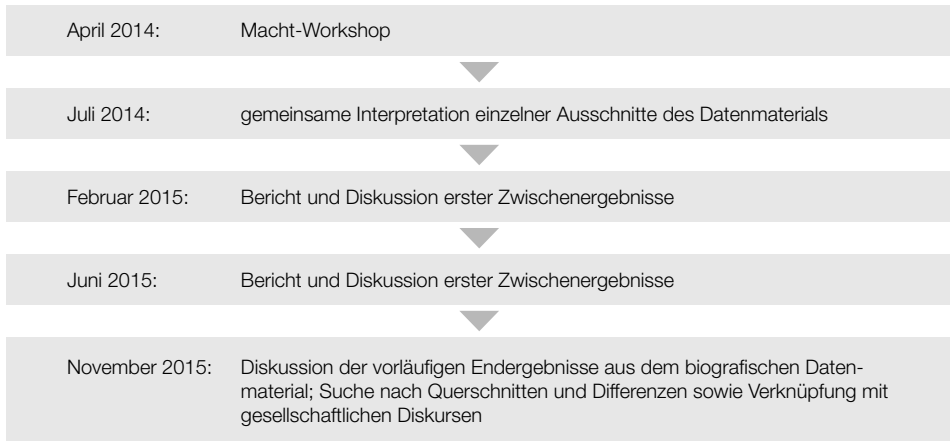 April 2014: Macht-Workshop
Juli 2014: gemeinsame Interpretation einzelner Ausschnitte des Datenmaterials
Februar 2015: Bericht und Diskussion erster Zwischenergebnisse
Juni 2015: Bericht und Diskussion erster Zwischenergebnisse
November 2015: Diskussion der vorläufigen Endergebnisse aus dem biografischen Daten-
material; Suche nach Querschnitten und Differenzen sowie Verknüpfung mit
gesellschaftlichen Diskursen